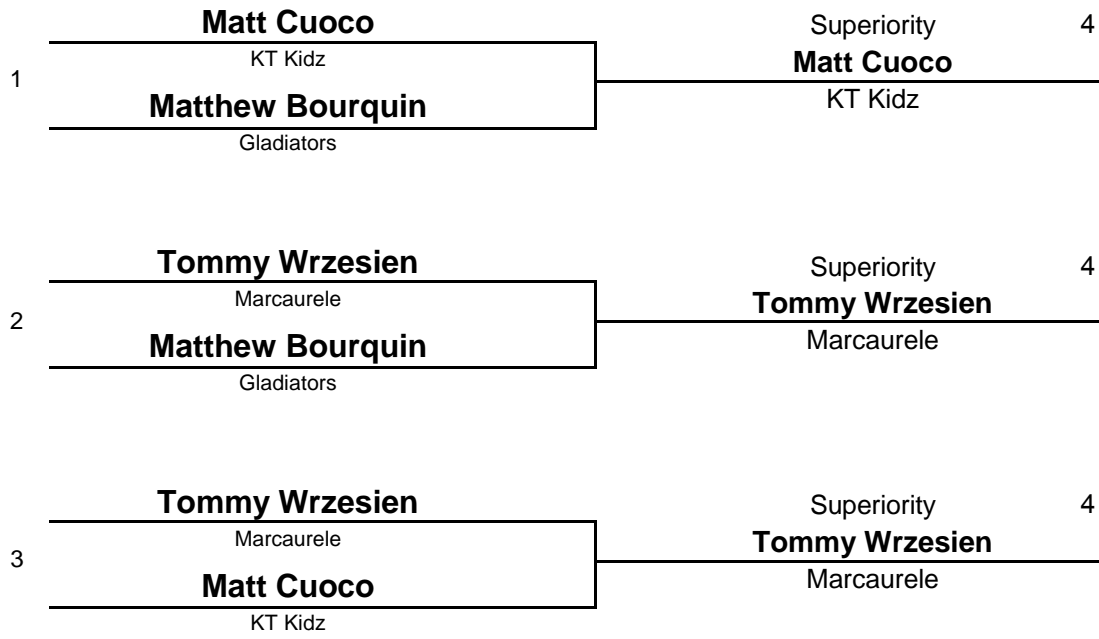 Matt Cuoco Superiority 4
KT Kidz Matt Cuoco
1 KT Kidz
Matthew Bourquin
Gladiators
Tommy Wrzesien Superiority 4
Marcaurele Tommy Wrzesien
2 Marcaurele
Matthew Bourquin
Gladiators
Tommy Wrzesien Superiority 4
Marcaurele Tommy Wrzesien
3 Marcaurele
Matt Cuoco
KT Kidz